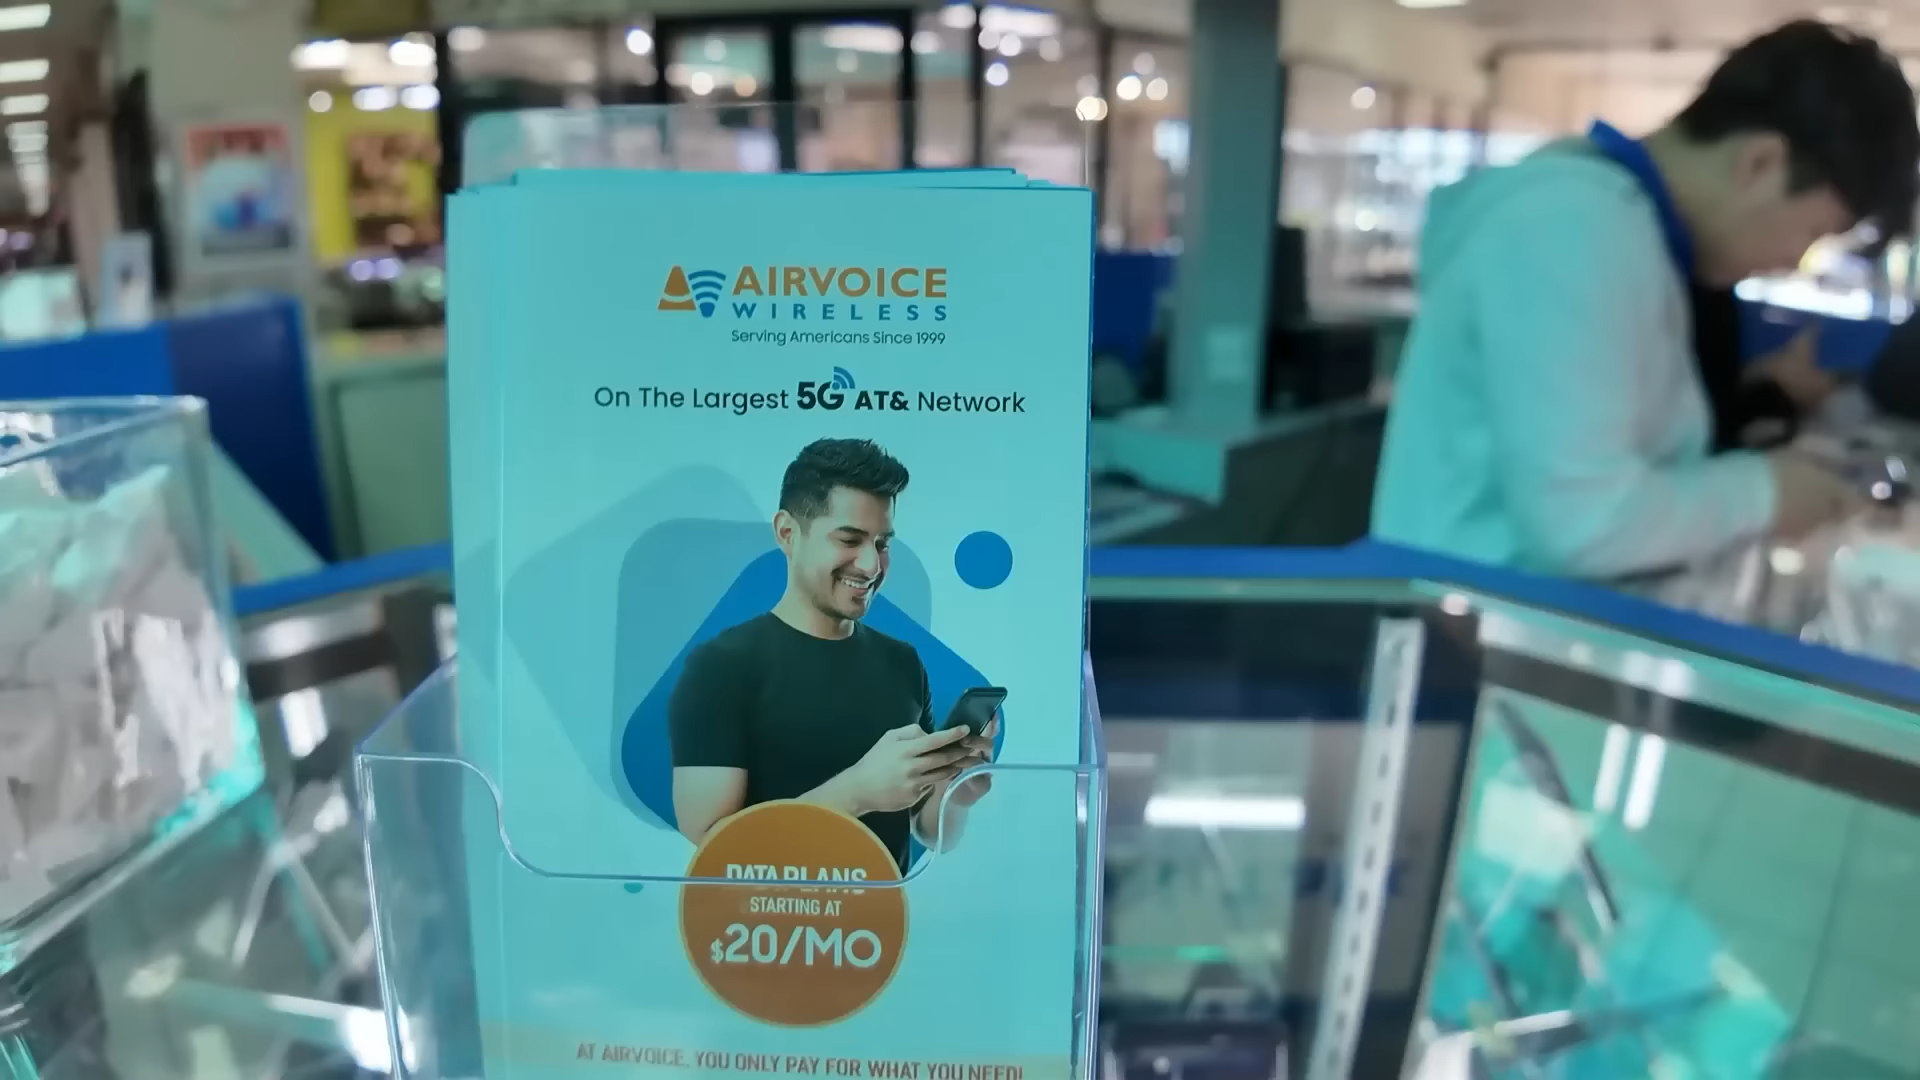 AIRVOICE
WIRELESS
Serving Americans Since 1999
On The Largest 5G AT& Network
DATA PLANS
STARTING AT
$20/MO
AT AIRVOICE, YOU ONLY PAY FOR WHAT YOU NEED!